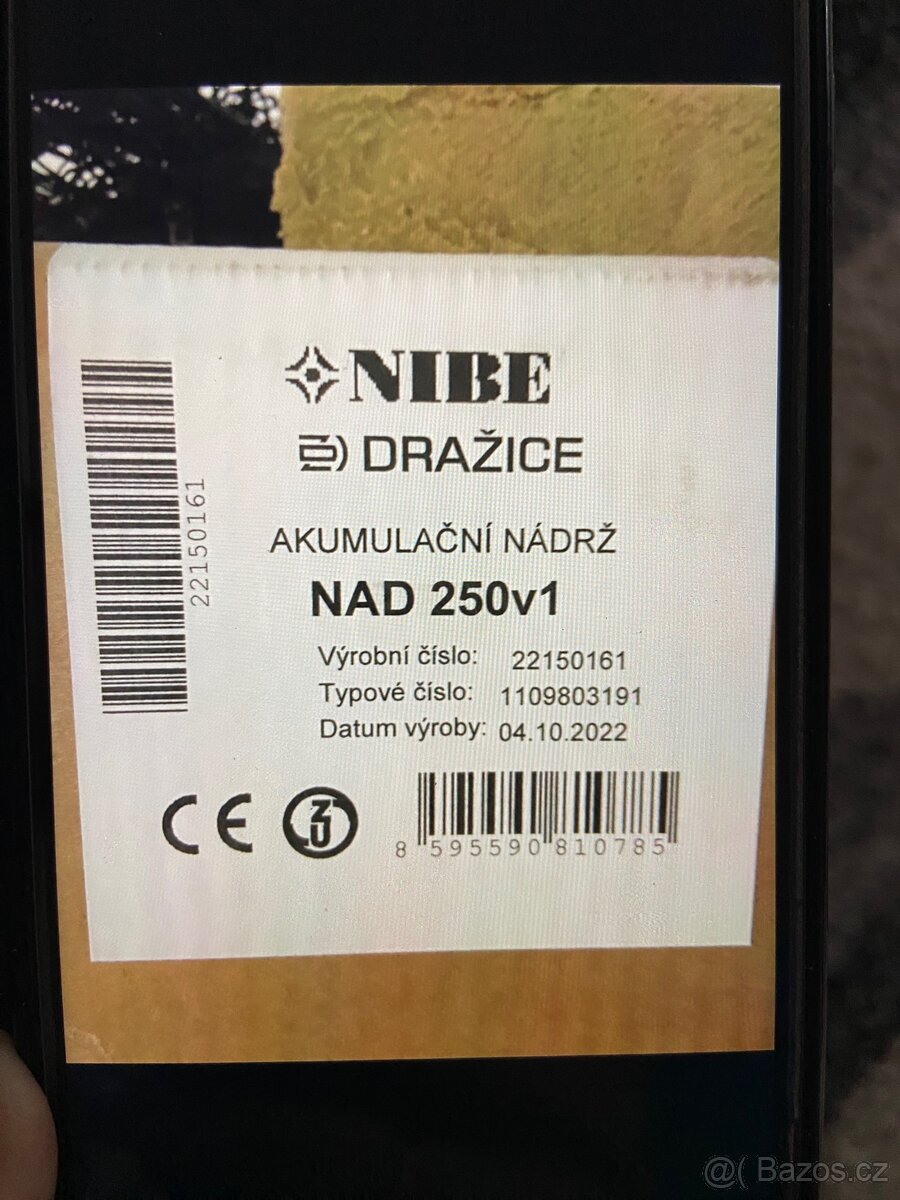 NIBE
DRAŽICE
22150161
AKUMULAČNÍ NÁDRŽ
NAD 250v1
Výrobní číslo: 22150161
Typové číslo: 1109803191
Datum výroby: 04.10.2022
CE EZU
8 595590 810785
@( Bazos.cz